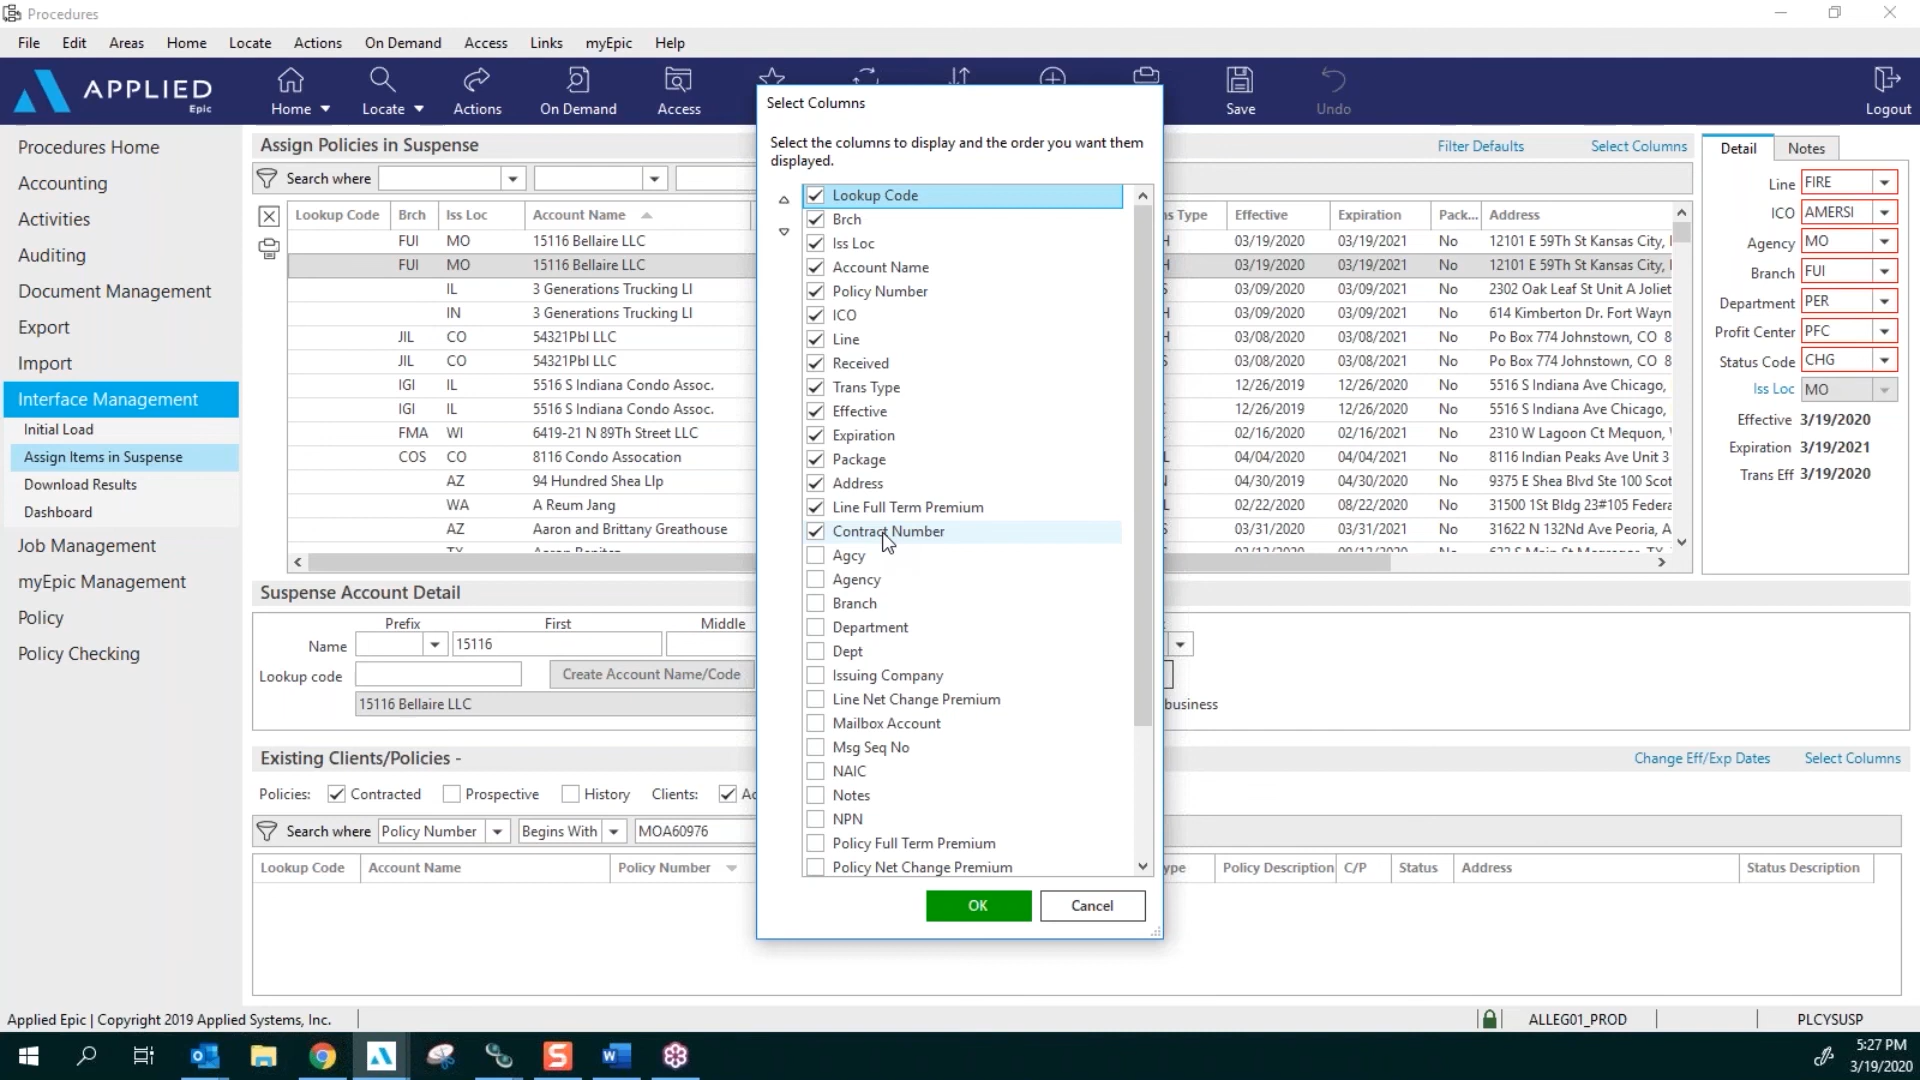 Procedures
File Edit Areas Home Locate Actions On Demand Access Links myEpic Help
APPLIED
Epic
Home Locate Actions On Demand Access Save Undo Logout
Procedures Home
Accounting
Activities
Auditing
Document Management
Export
Import
Interface Management
Initial Load
Assign Items in Suspense
Download Results
Dashboard
Job Management
myEpic Management
Policy
Policy Checking
Assign Policies in Suspense Filter Defaults Select Columns
Search where
Lookup Code Brch Iss Loc Account Name s Type Effective Expiration Pack... Address
FUI MO 15116 Bellaire LLC H 03/19/2020 03/19/2021 No 12101 E 59Th St Kansas City,
FUI MO 15116 Bellaire LLC H 03/19/2020 03/19/2021 No 12101 E 59Th St Kansas City,
IL 3 Generations Trucking Ll 03/09/2020 03/09/2021 No 2302 Oak Leaf St Unit A Joliet
IN 3 Generations Trucking Ll H 03/09/2020 03/09/2021 No 614 Kimberton Dr. Fort Wayn
JIL CO 54321Pbl LLC H 03/08/2020 03/08/2021 No Po Box 774 Johnstown, CO 8
JIL CO 54321Pbl LLC 03/08/2020 03/08/2021 No Po Box 774 Johnstown, CO 8
IGI IL 5516 S Indiana Condo Assoc. 12/26/2019 12/26/2020 No 5516 S Indiana Ave Chicago,
IGI IL 5516 S Indiana Condo Assoc. 12/26/2019 12/26/2020 No 5516 S Indiana Ave Chicago,
FMA WI 6419-21 N 89Th Street LLC 02/16/2020 02/16/2021 No 2310 W Lagoon Ct Mequon,
COS CO 8116 Condo Assocation 04/04/2020 04/04/2021 No 8116 Indian Peaks Ave Unit 3
AZ 94 Hundred Shea Llp 04/30/2019 04/30/2020 No 9375 E Shea Blvd Ste 100 Scot
WA A Reum Jang 02/22/2020 08/22/2020 No 31500 1St Bldg 23#105 Federa
AZ Aaron and Brittany Greathouse 03/31/2020 03/31/2021 No 31622 N 132Nd Ave Peoria, A
Detail Notes
Line FIRE
ICO AMERSI
Agency MO
Branch FUI
Department PER
Profit Center PFC
Status Code CHG
Iss Loc MO
Effective 3/19/2020
Expiration 3/19/2021
Trans Eff 3/19/2020
Select Columns
Select the columns to display and the order you want them
displayed.
Lookup Code
Brch
Iss Loc
Account Name
Policy Number
ICO
Line
Received
Trans Type
Effective
Expiration
Package
Address
Line Full Term Premium
Contract Number
Agcy
Agency
Branch
Department
Dept
Issuing Company
Line Net Change Premium
Mailbox Account
Msg Seq No
NAIC
Notes
NPN
Policy Full Term Premium
Policy Net Change Premium
OK Cancel
Suspense Account Detail
Prefix First Middle
Name 15116
Lookup code Create Account Name/Code
15116 Bellaire LLC business
Existing Clients/Policies - Change Eff/Exp Dates Select Columns
Policies: Contracted Prospective History Clients:
Search where Policy Number Begins With MOA60976
Lookup Code Account Name Policy Number ype Policy Description C/P Status Address Status Description
Applied Epic | Copyright 2019 Applied Systems, Inc. ALLEG01_PROD PLCYSUSP
5:27 PM
3/19/2020